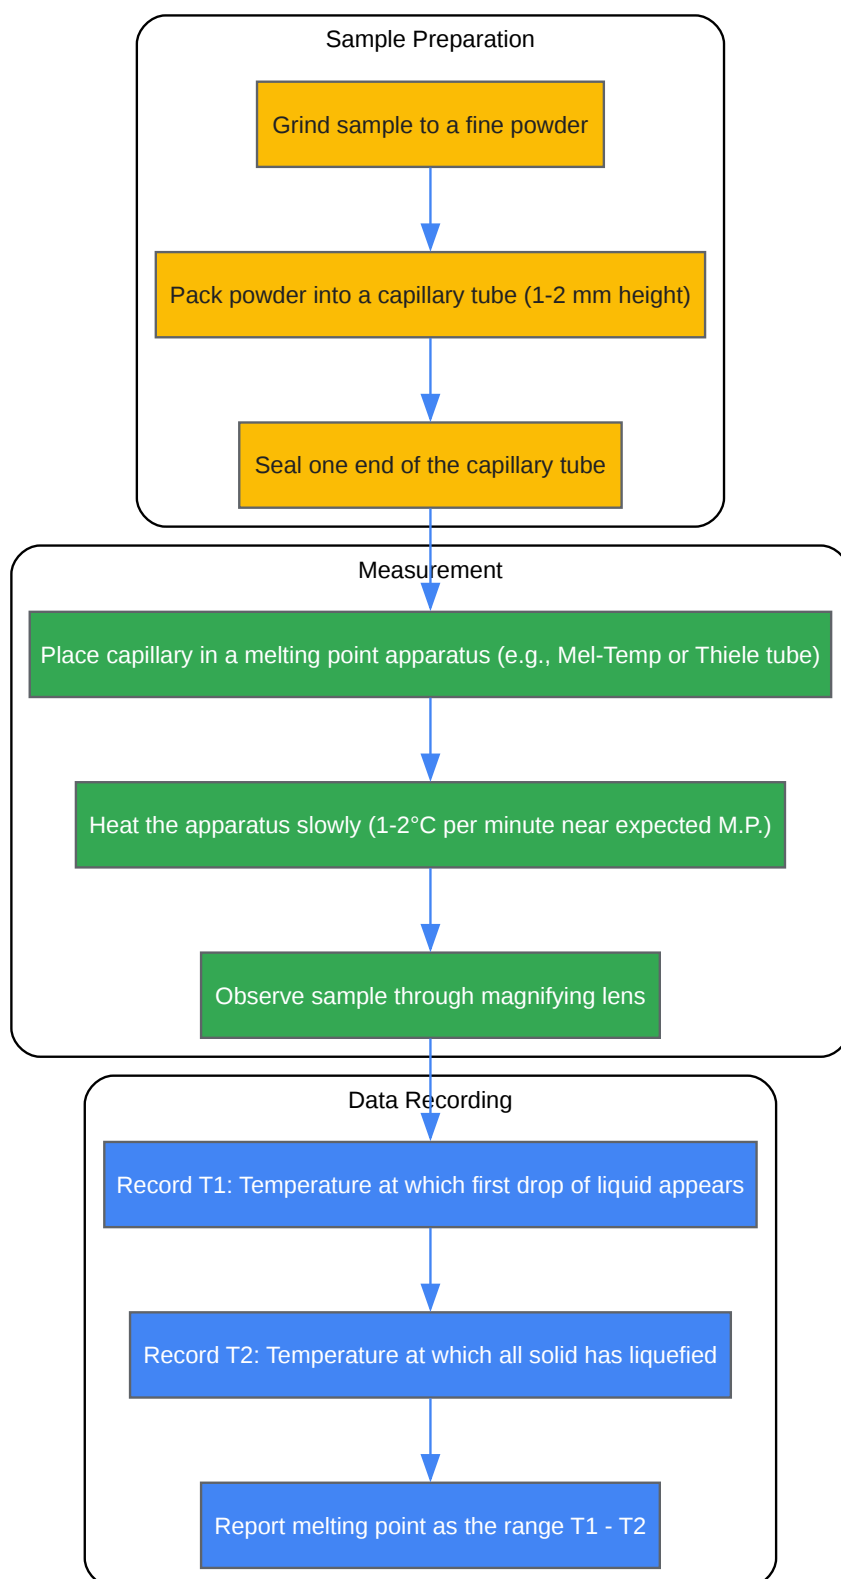 Sample Preparation
Grind sample to a fine powder
Pack powder into a capillary tube (1-2 mm height)
Seal one end of the capillary tube
Measurement
Place capillary in a melting point apparatus (e.g., Mel-Temp or Thiele tube)
Heat the apparatus slowly (1-2°C per minute near expected M.P.)
Observe sample through magnifying lens
Data Recording
Record T1: Temperature at which first drop of liquid appears
Record T2: Temperature at which all solid has liquefied
Report melting point as the range T1 - T2